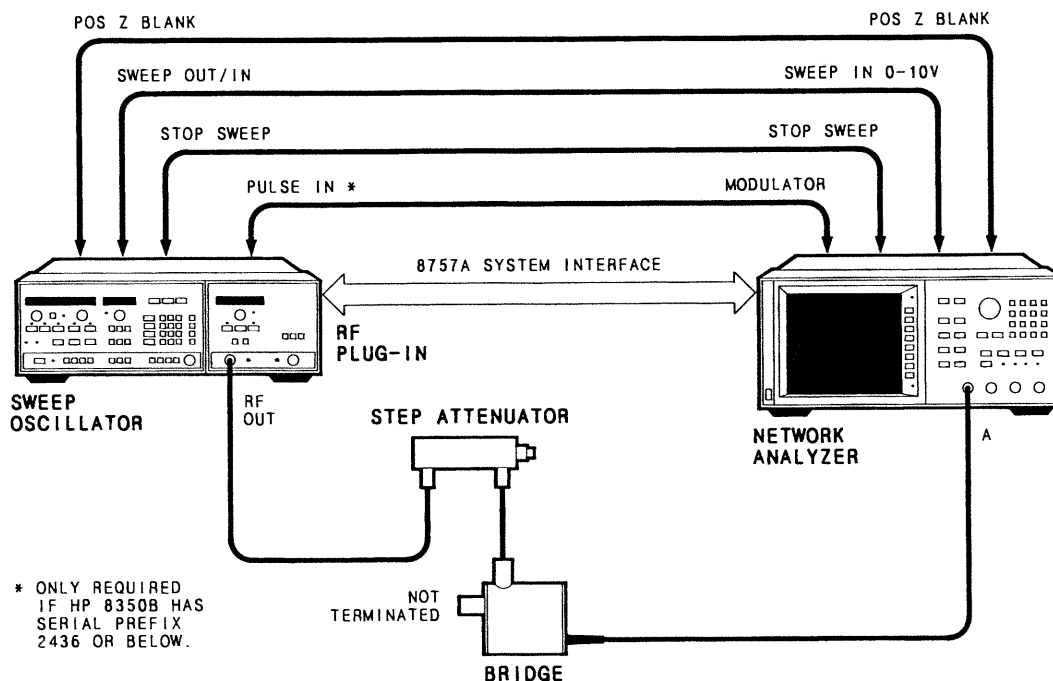 POS Z BLANK
POS Z BLANK
SWEEP OUT/IN
SWEEP IN 0-10V
STOP SWEEP
STOP SWEEP
PULSE IN *
MODULATOR
8757A SYSTEM INTERFACE
RF
PLUG-IN
SWEEP
OSCILLATOR
RF
OUT
STEP ATTENUATOR
NETWORK
ANALYZER
A
* ONLY REQUIRED
IF HP 8350B HAS
SERIAL PREFIX
2436 OR BELOW.
NOT
TERMINATED
BRIDGE